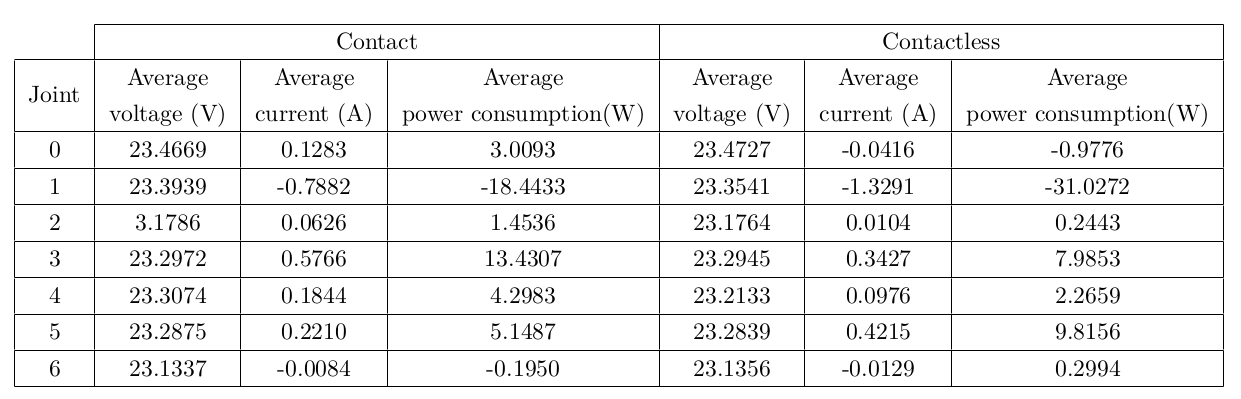 Contact Contactless
Joint Average voltage (V) Average current (A) Average power consumption(W) Average voltage (V) Average current (A) Average power consumption(W)
0 23.4669 0.1283 3.0093 23.4727 -0.0416 -0.9776
1 23.3939 -0.7882 -18.4433 23.3541 -1.3291 -31.0272
2 3.1786 0.0626 1.4536 23.1764 0.0104 0.2443
3 23.2972 0.5766 13.4307 23.2945 0.3427 7.9853
4 23.3074 0.1844 4.2983 23.2133 0.0976 2.2659
5 23.2875 0.2210 5.1487 23.2839 0.4215 9.8156
6 23.1337 -0.0084 -0.1950 23.1356 -0.0129 0.2994